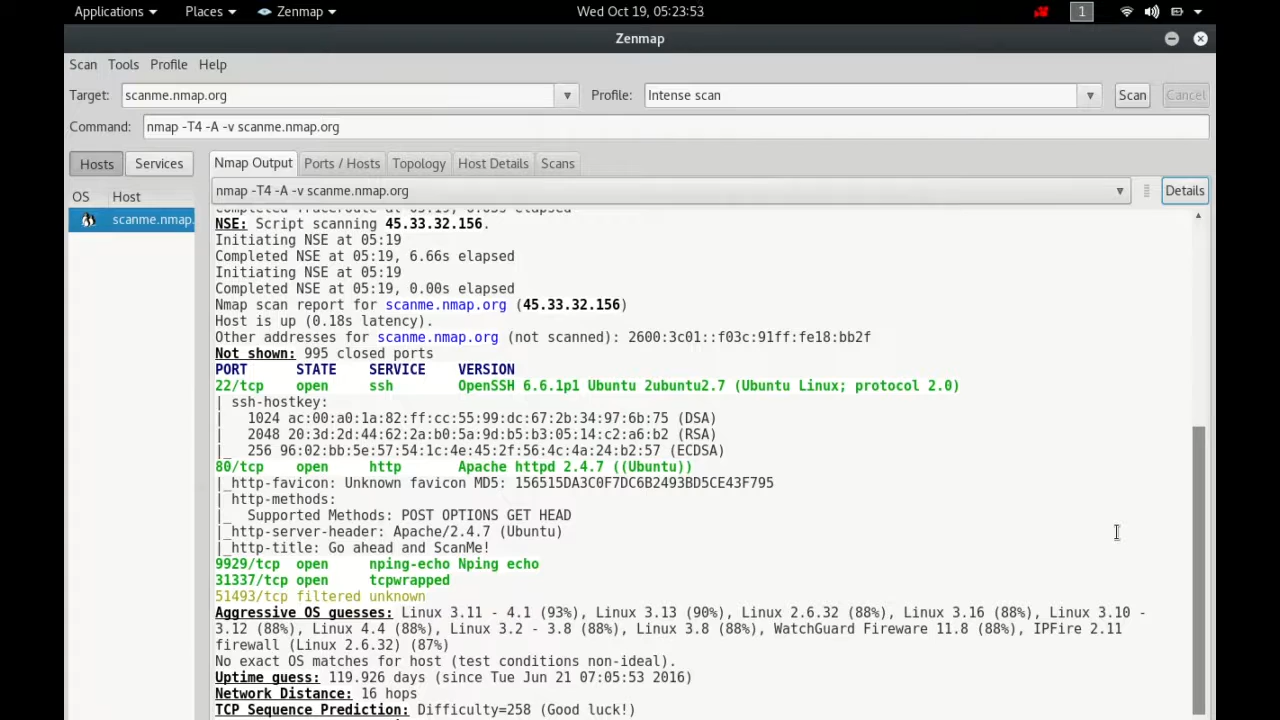 Applications Places Zenmap Wed Oct 19, 05:23:53 1
Zenmap
Scan Tools Profile Help
Target: scanme.nmap.org Profile: Intense scan Scan Cancel
Command: nmap -T4 -A -v scanme.nmap.org
Hosts Services Nmap Output Ports / Hosts Topology Host Details Scans
nmap -T4 -A -v scanme.nmap.org Details
OS Host
scanme.nmap.
NSE: Script scanning 45.33.32.156.
Initiating NSE at 05:19
Completed NSE at 05:19, 6.66s elapsed
Initiating NSE at 05:19
Completed NSE at 05:19, 0.00s elapsed
Nmap scan report for scanme.nmap.org (45.33.32.156)
Host is up (0.18s latency).
Other addresses for scanme.nmap.org (not scanned): 2600:3c01::f03c:91ff:fe18:bb2f
Not shown: 995 closed ports
PORT STATE SERVICE VERSION
22/tcp open ssh OpenSSH 6.6.1p1 Ubuntu 2ubuntu2.7 (Ubuntu Linux; protocol 2.0)
| ssh-hostkey:
| 1024 ac:00:a0:1a:82:ff:cc:55:99:dc:67:2b:34:97:6b:75 (DSA)
| 2048 20:3d:2d:44:62:2a:b0:5a:9d:b5:b3:05:14:c2:a6:b2 (RSA)
|_ 256 96:02:bb:5e:57:54:1c:4e:45:2f:56:4c:4a:24:b2:57 (ECDSA)
80/tcp open http Apache httpd 2.4.7 ((Ubuntu))
|_http-favicon: Unknown favicon MD5: 156515DA3C0F7DC6B2493BD5CE43F795
| http-methods:
|_ Supported Methods: POST OPTIONS GET HEAD
|_http-server-header: Apache/2.4.7 (Ubuntu)
|_http-title: Go ahead and ScanMe!
9929/tcp open nping-echo Nping echo
31337/tcp open tcpwrapped
51493/tcp filtered unknown
Aggressive OS guesses: Linux 3.11 - 4.1 (93%), Linux 3.13 (90%), Linux 2.6.32 (88%), Linux 3.16 (88%), Linux 3.10 -
3.12 (88%), Linux 4.4 (88%), Linux 3.2 - 3.8 (88%), Linux 3.8 (88%), WatchGuard Fireware 11.8 (88%), IPFire 2.11
firewall (Linux 2.6.32) (87%)
No exact OS matches for host (test conditions non-ideal).
Uptime guess: 119.926 days (since Tue Jun 21 07:05:53 2016)
Network Distance: 16 hops
TCP Sequence Prediction: Difficulty=258 (Good luck!)